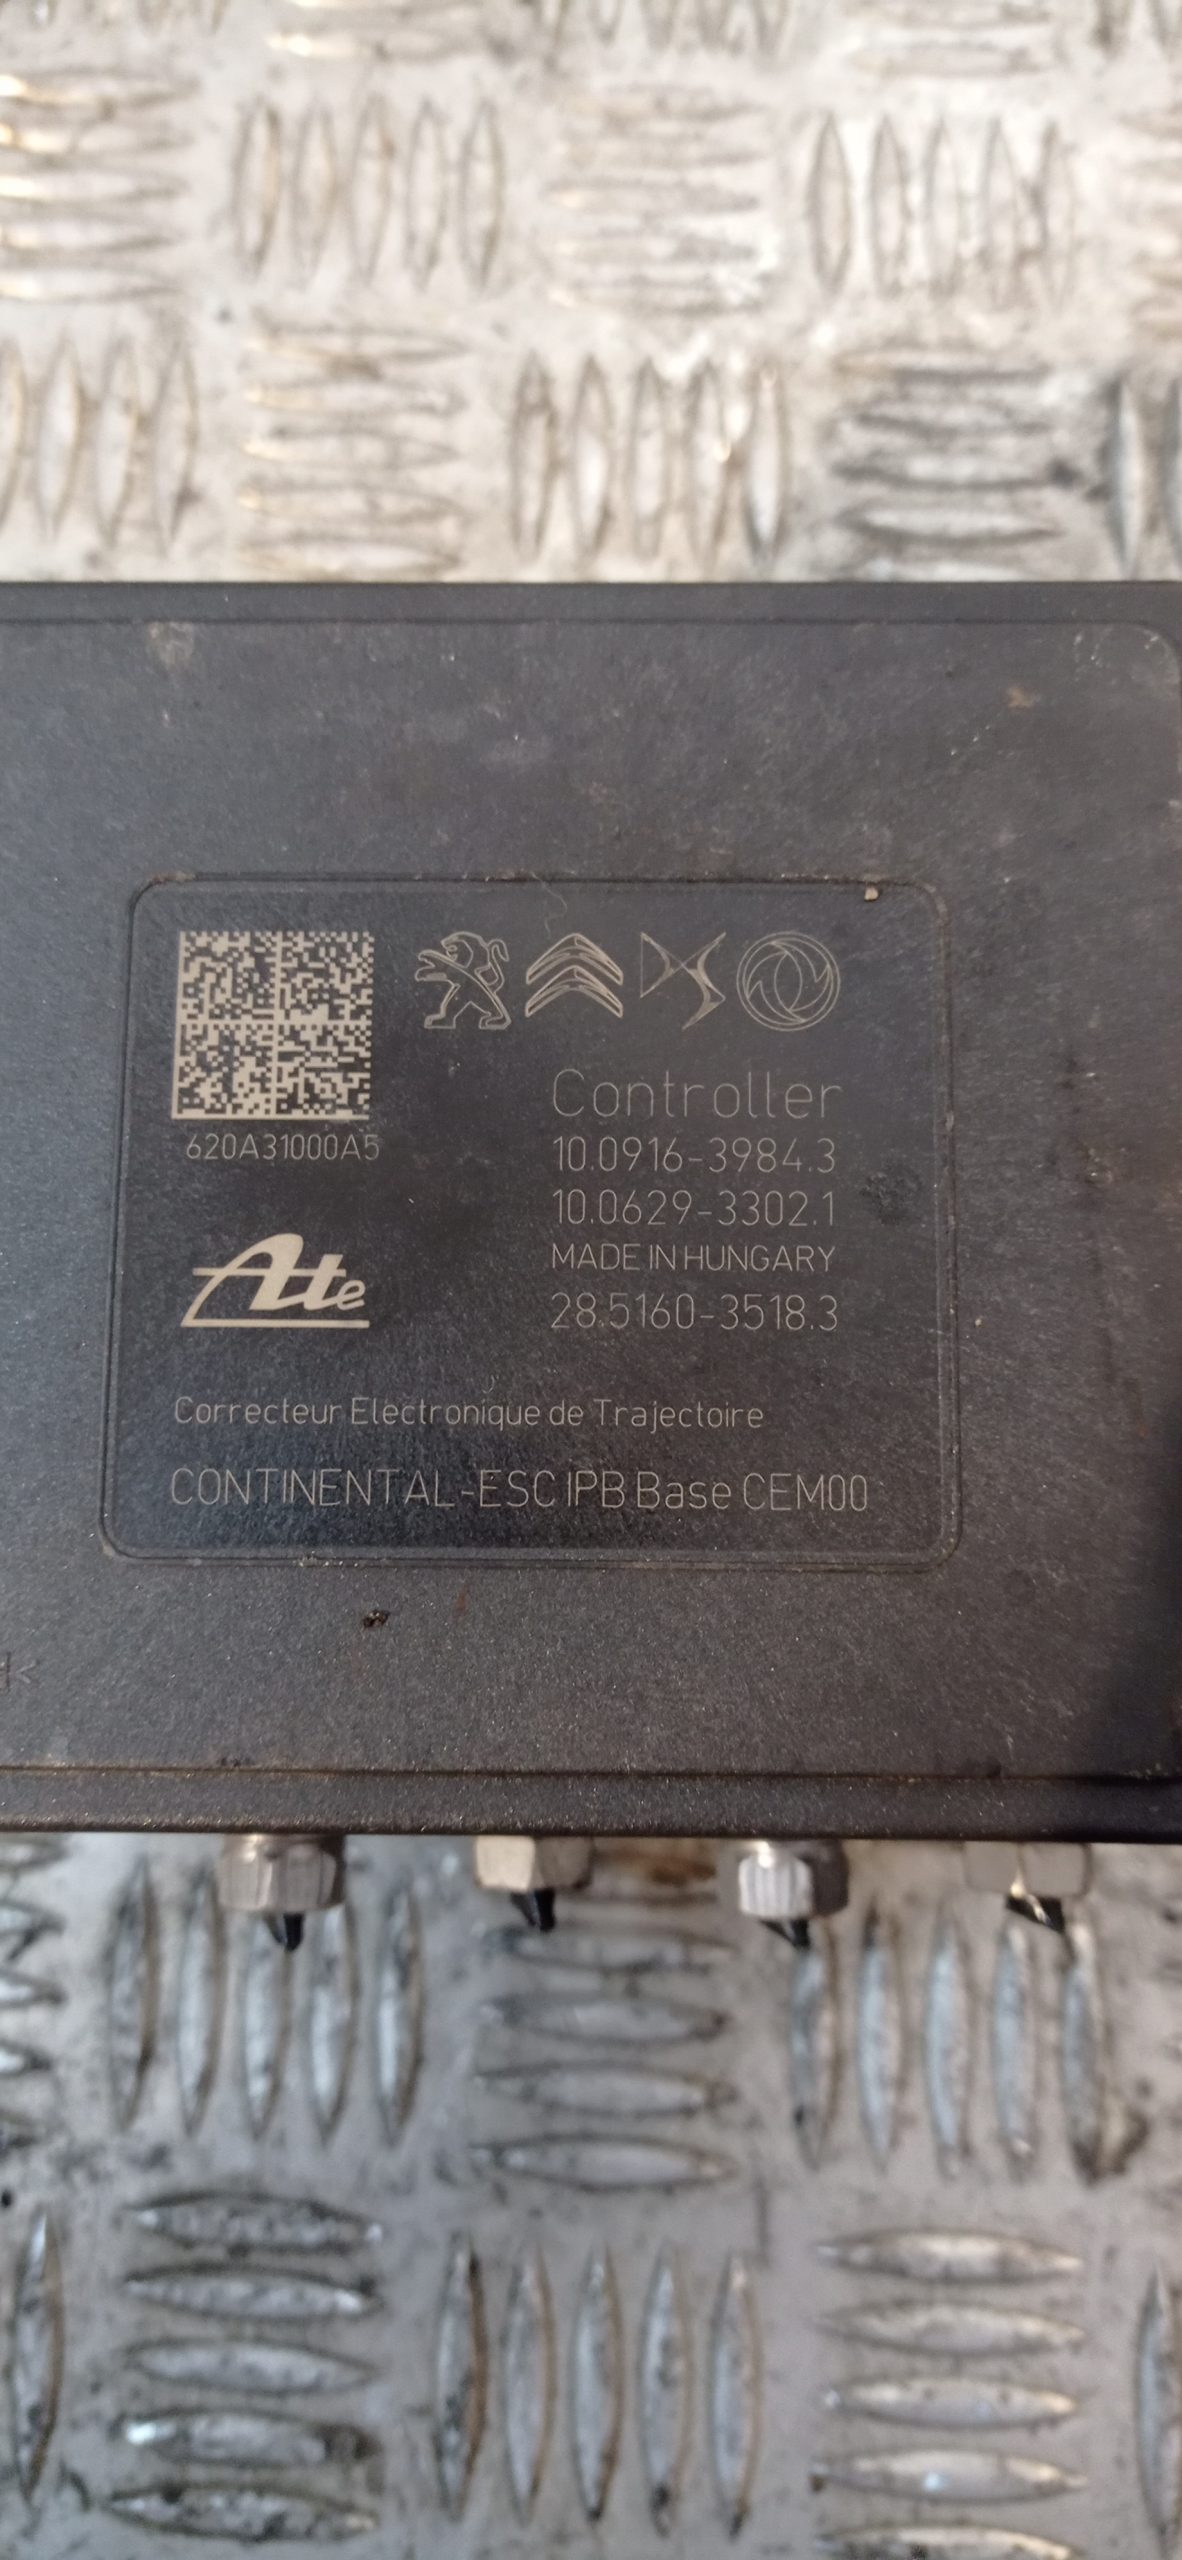 620A31000A5
Controller
10.0916-3984.3
10.0629-3302.1
MADE IN HUNGARY
28.5160-3518.3
Ate
Correcteur Electronique de Trajectoire
CONTINENTAL-ESC IPB Base CEM00